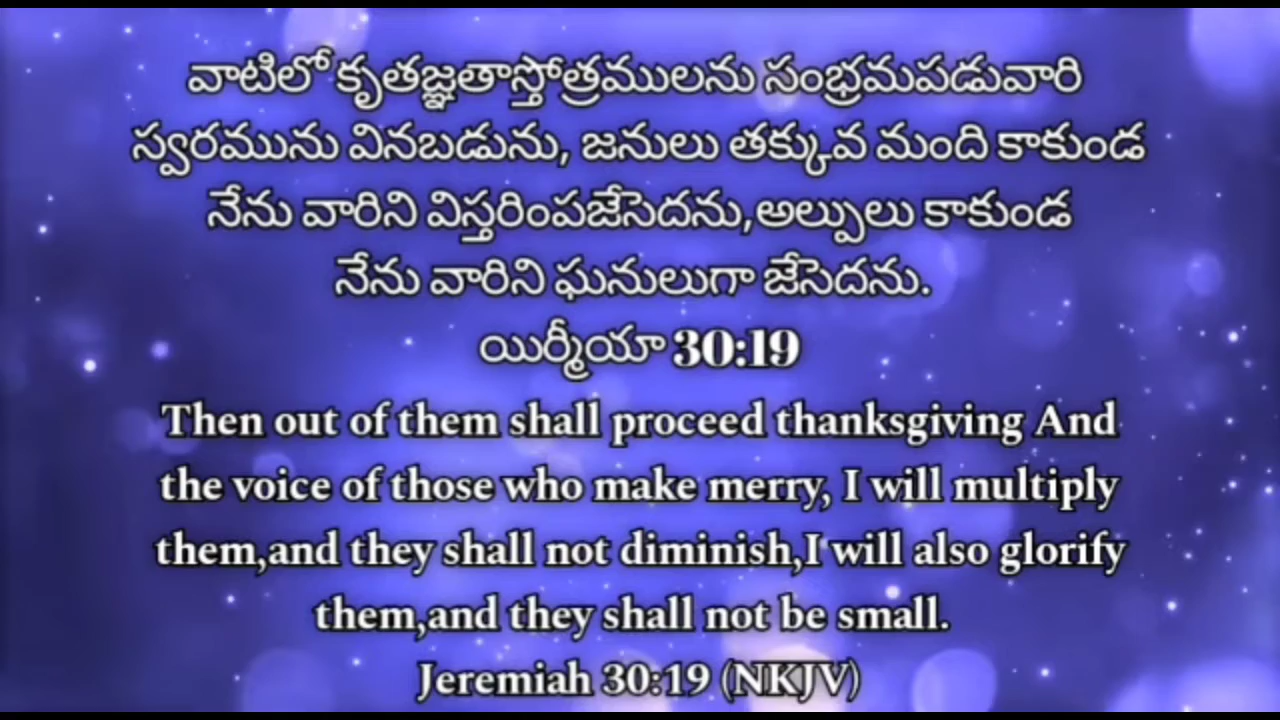 వాటిలో కృతజ్ఞతాస్తోత్రములను సంభ్రమపడువారి
స్వరమును వినబడును, జనులు తక్కువ మంది కాకుండ
నేను వారిని విస్తరింపజేసెదను,అల్పులు కాకుండ
నేను వారిని ఘనులుగా జేసెదను.
యిర్మీయా 30:19
Then out of them shall proceed thanksgiving And
the voice of those who make merry, I will multiply
them,and they shall not diminish,I will also glorify
them,and they shall not be small.
Jeremiah 30:19 (NKJV)